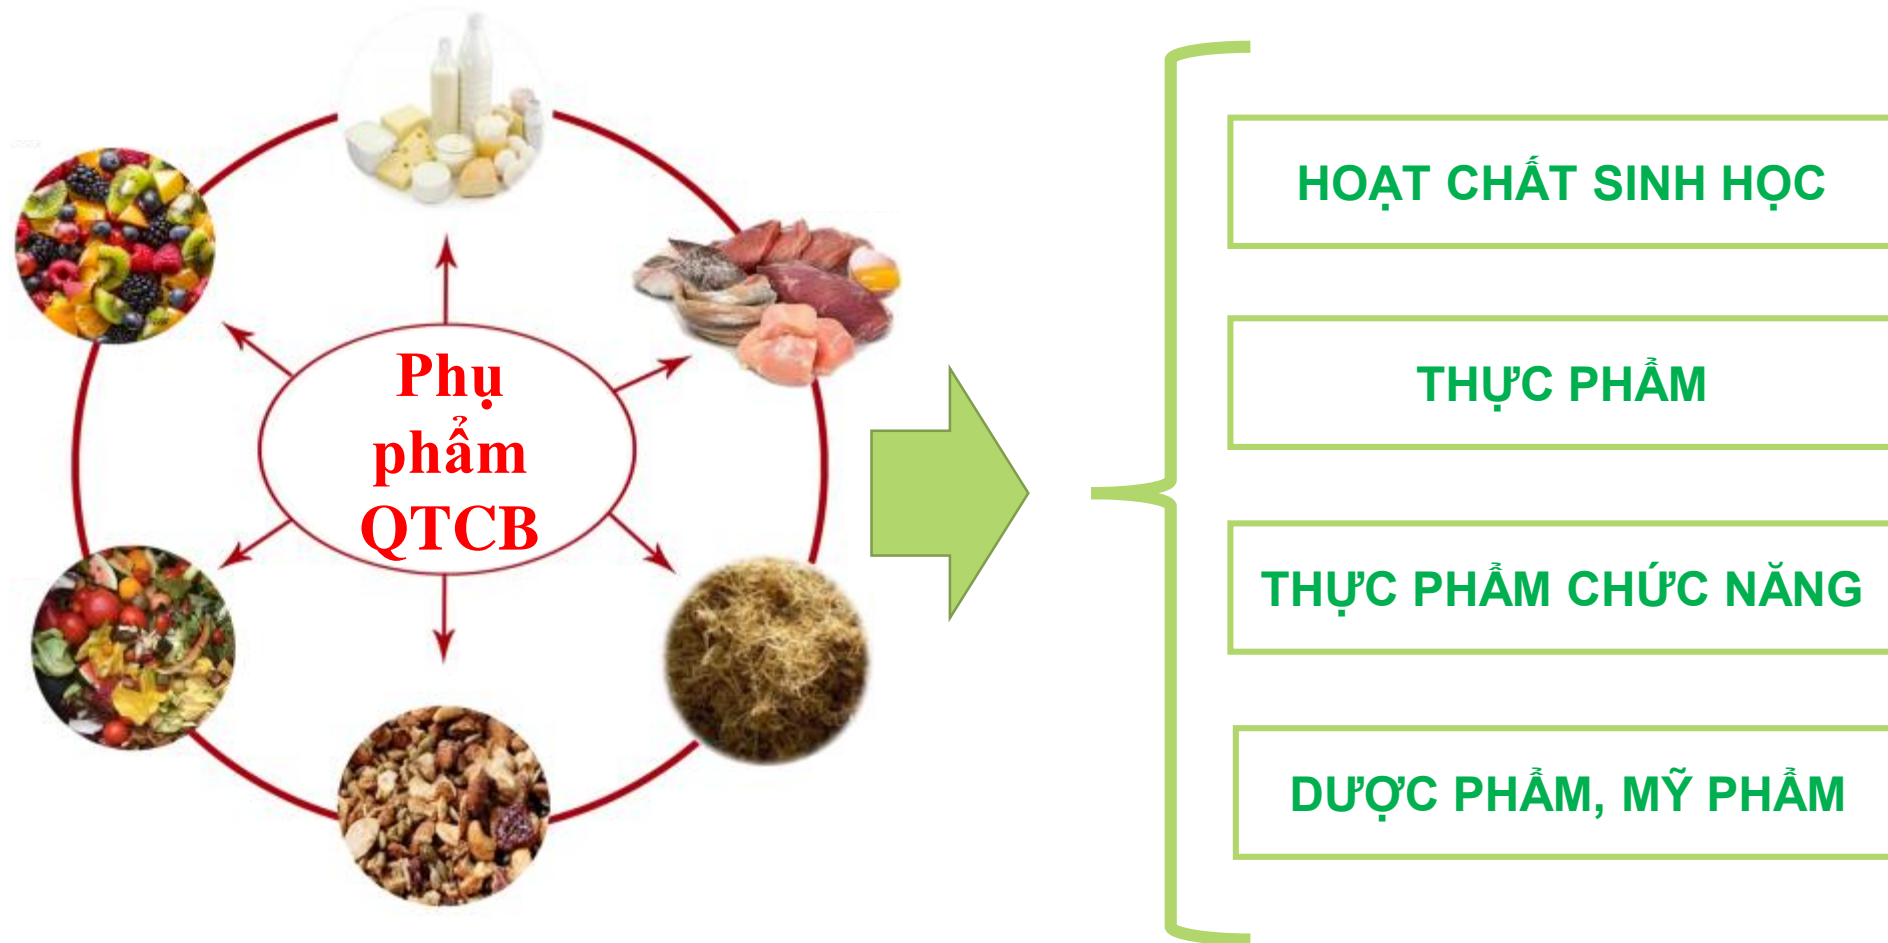 Phụ
phẩm
QTCB
HOẠT CHẤT SINH HỌC
THỰC PHẨM
THỰC PHẨM CHỨC NĂNG
DƯỢC PHẨM, MỸ PHẨM